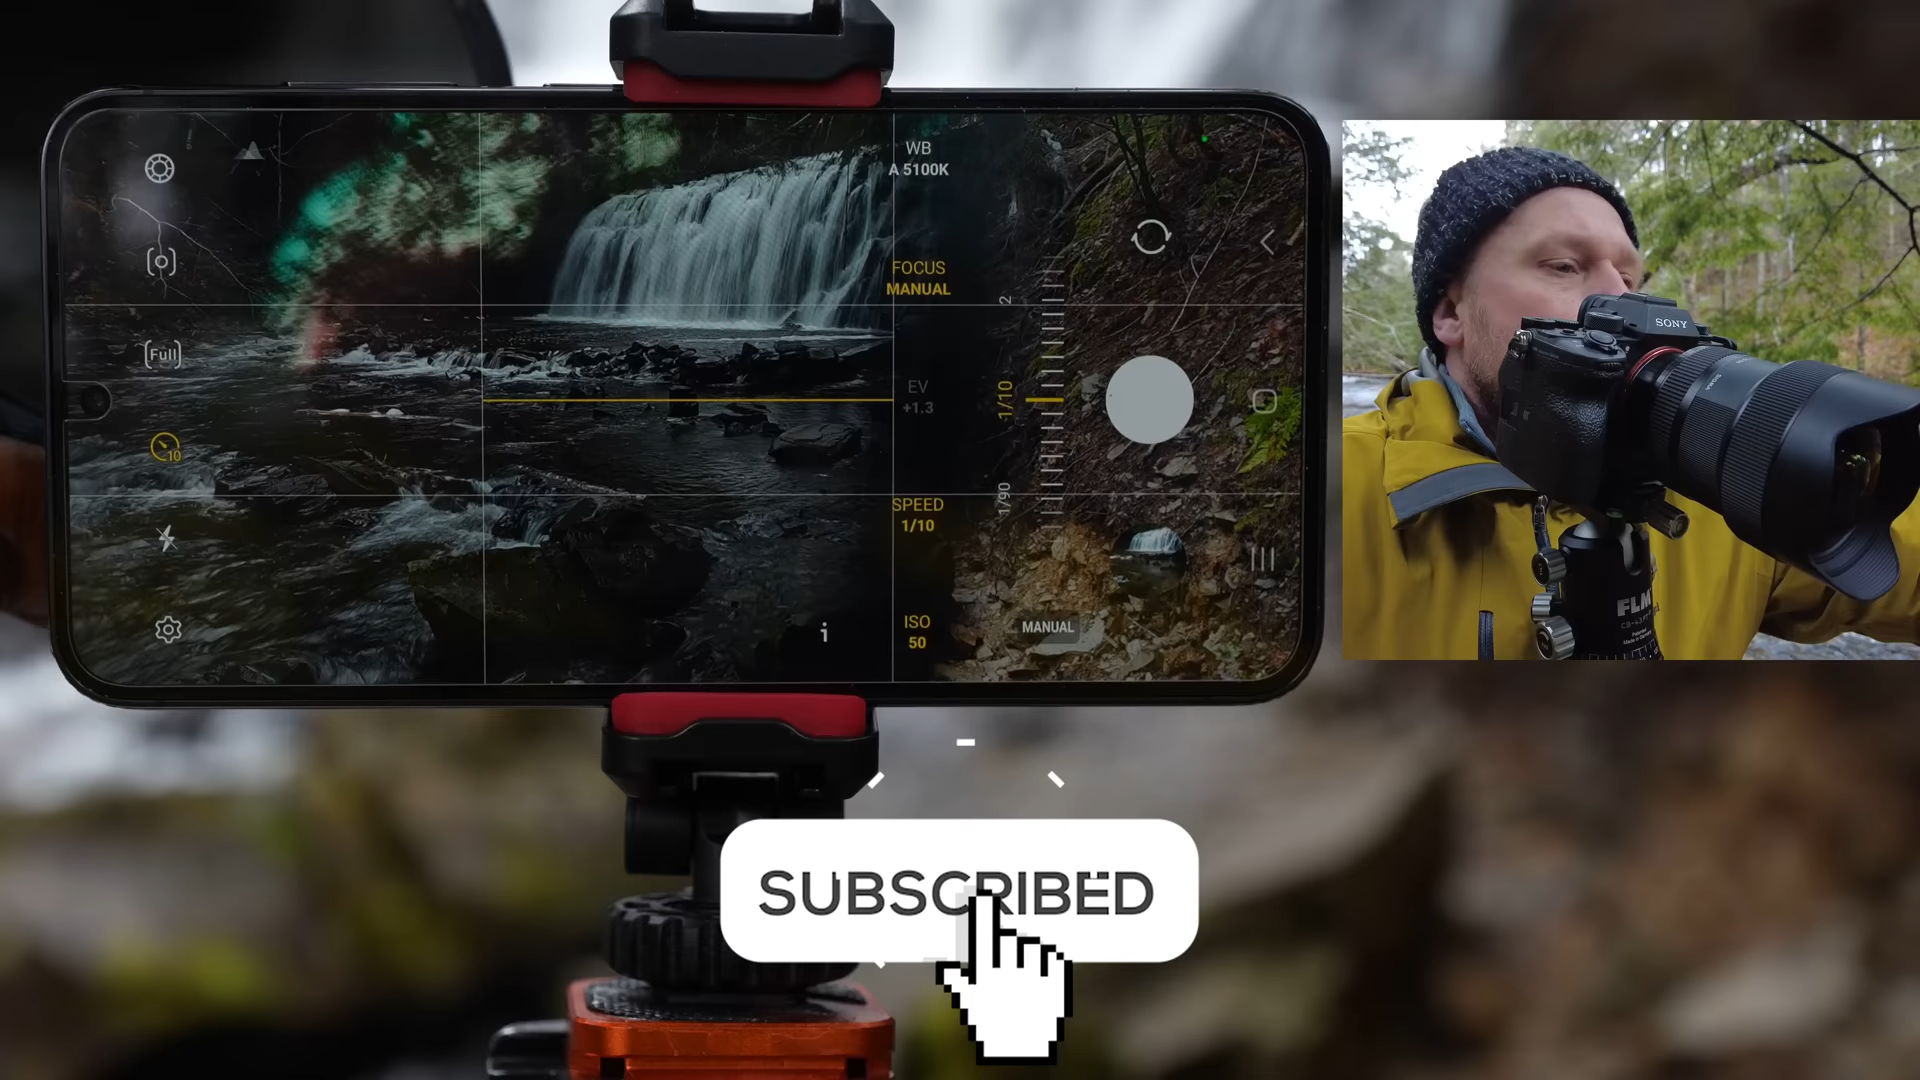 WB
A 5100K
FOCUS
MANUAL
Full
2
EV
+1.3
1/10
10
1/90
SPEED
1/10
ISO
50
MANUAL
SONY
SIGMA
FLM
SUBSCRIBED